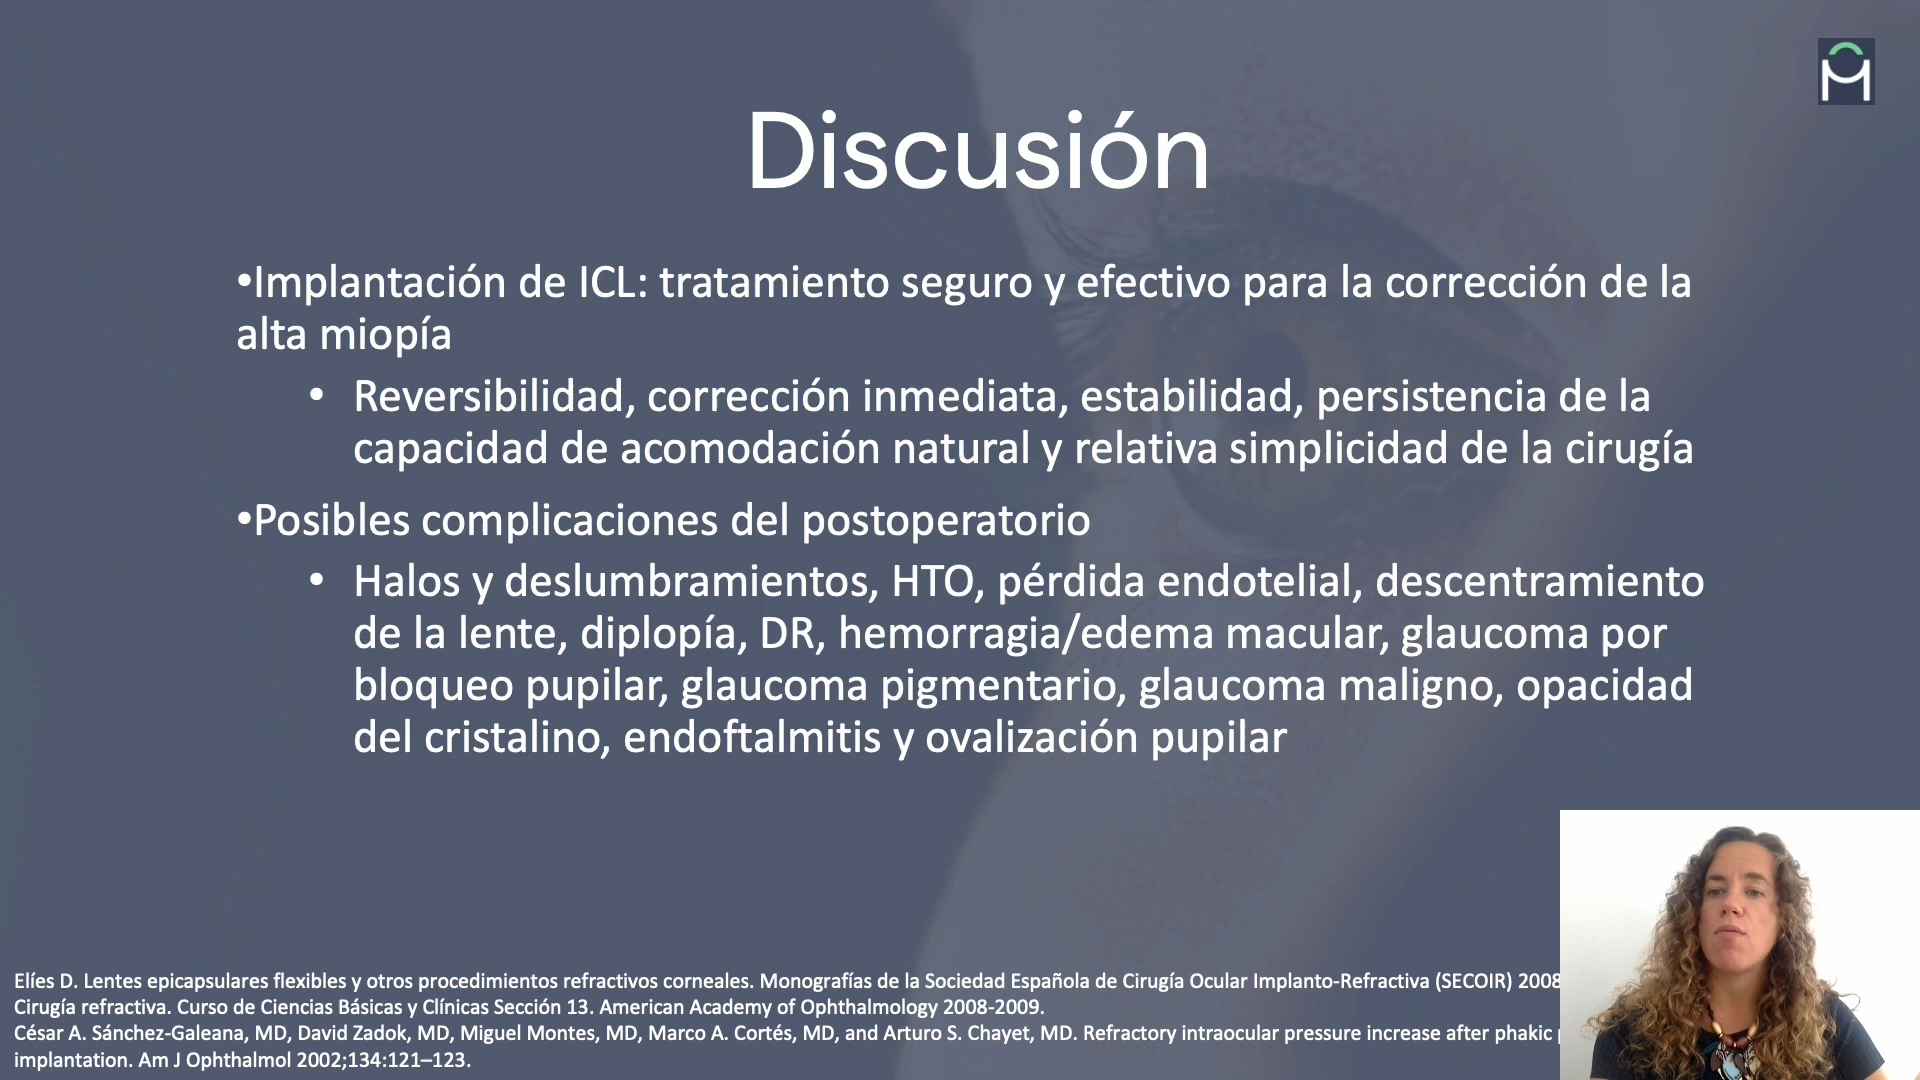 Discusión
•Implantación de ICL: tratamiento seguro y efectivo para la corrección de la
alta miopía
• Reversibilidad, corrección inmediata, estabilidad, persistencia de la
capacidad de acomodación natural y relativa simplicidad de la cirugía
•Posibles complicaciones del postoperatorio
• Halos y deslumbramientos, HTO, pérdida endotelial, descentramiento
de la lente, diplopía, DR, hemorragia/edema macular, glaucoma por
bloqueo pupilar, glaucoma pigmentario, glaucoma maligno, opacidad
del cristalino, endoftalmitis y ovalización pupilar
Elíes D. Lentes epicapsulares flexibles y otros procedimientos refractivos corneales. Monografías de la Sociedad Española de Cirugía Ocular Implanto-Refractiva (SECOIR) 2008
Cirugía refractiva. Curso de Ciencias Básicas y Clínicas Sección 13. American Academy of Ophthalmology 2008-2009.
César A. Sánchez-Galeana, MD, David Zadok, MD, Miguel Montes, MD, Marco A. Cortés, MD, and Arturo S. Chayet, MD. Refractory intraocular pressure increase after phakic
implantation. Am J Ophthalmol 2002;134:121–123.